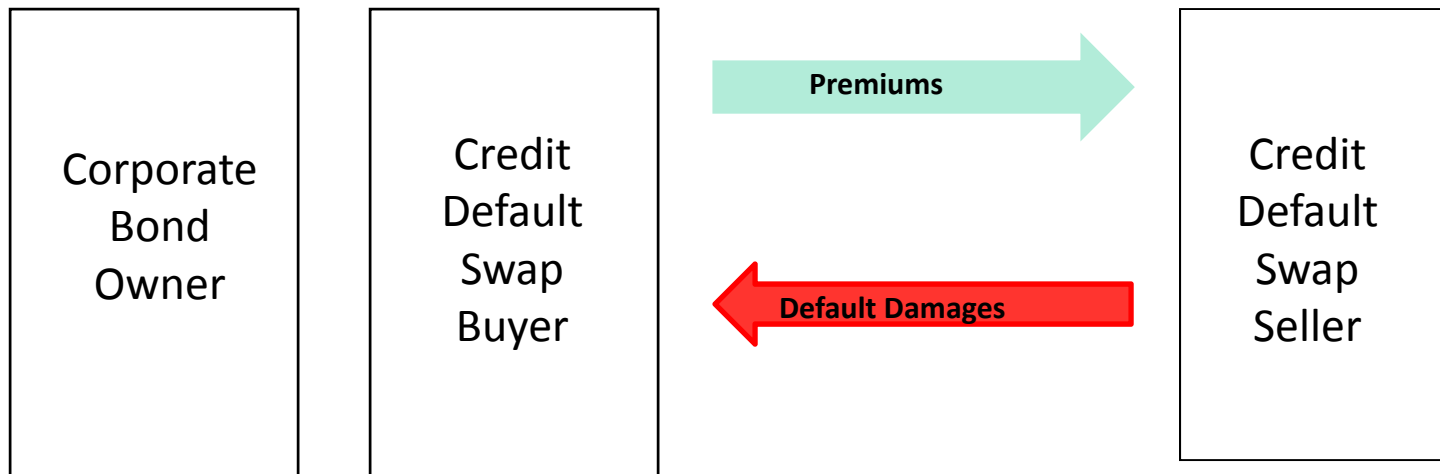 Corporate
Bond
Owner
Credit
Default
Swap
Buyer
Premiums
Default Damages
Credit
Default
Swap
Seller